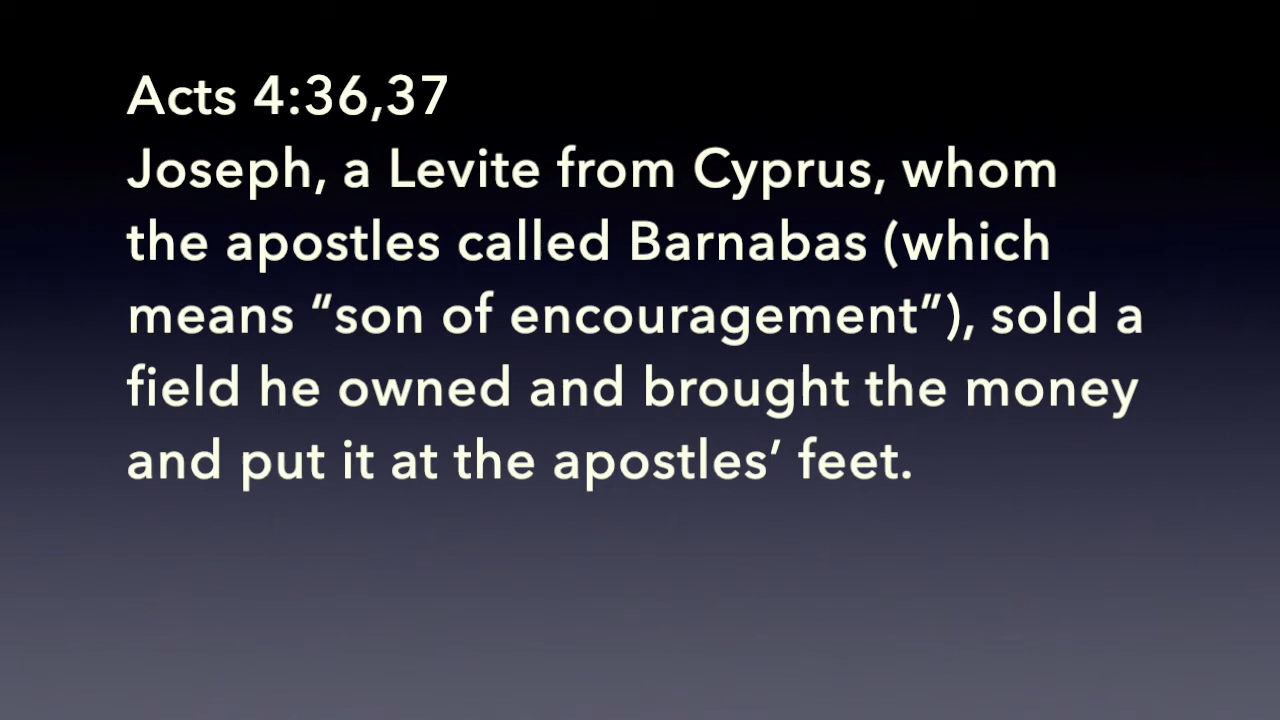 Acts 4:36,37
Joseph, a Levite from Cyprus, whom
the apostles called Barnabas (which
means “son of encouragement”), sold a
field he owned and brought the money
and put it at the apostles’ feet.